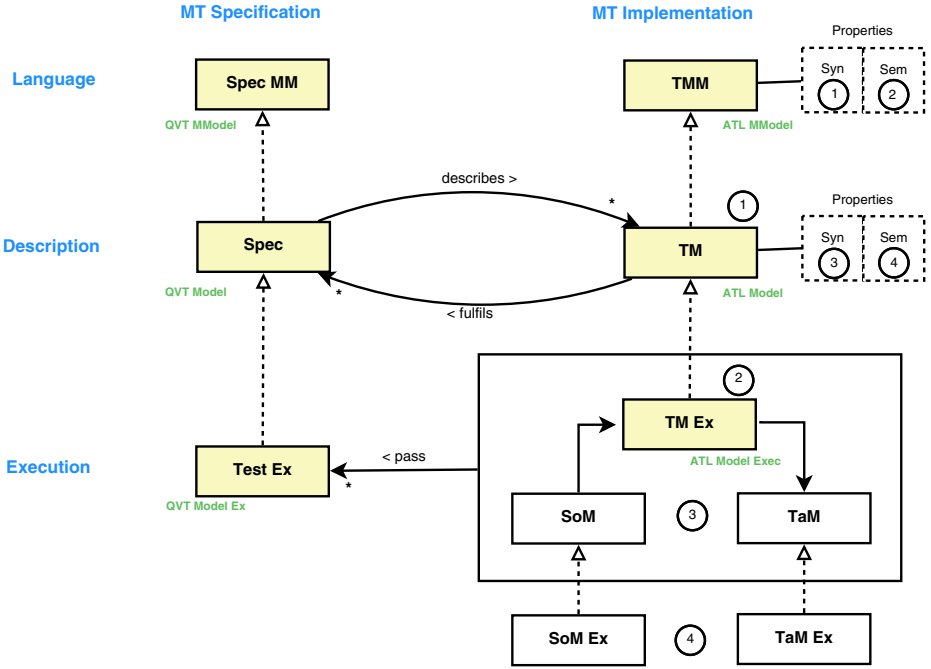 MT Specification
MT Implementation
Properties
Language
Spec MM
TMM
Syn
Sem
1
2
QVT MModel
ATL MModel
describes >
*
1
Properties
Description
Spec
TM
Syn
Sem
3
4
QVT Model
*
ATL Model
< fulfils
2
TM Ex
Execution
Test Ex
< pass
*
ATL Model Exec
QVT Model Ex
SoM
3
TaM
SoM Ex
4
TaM Ex